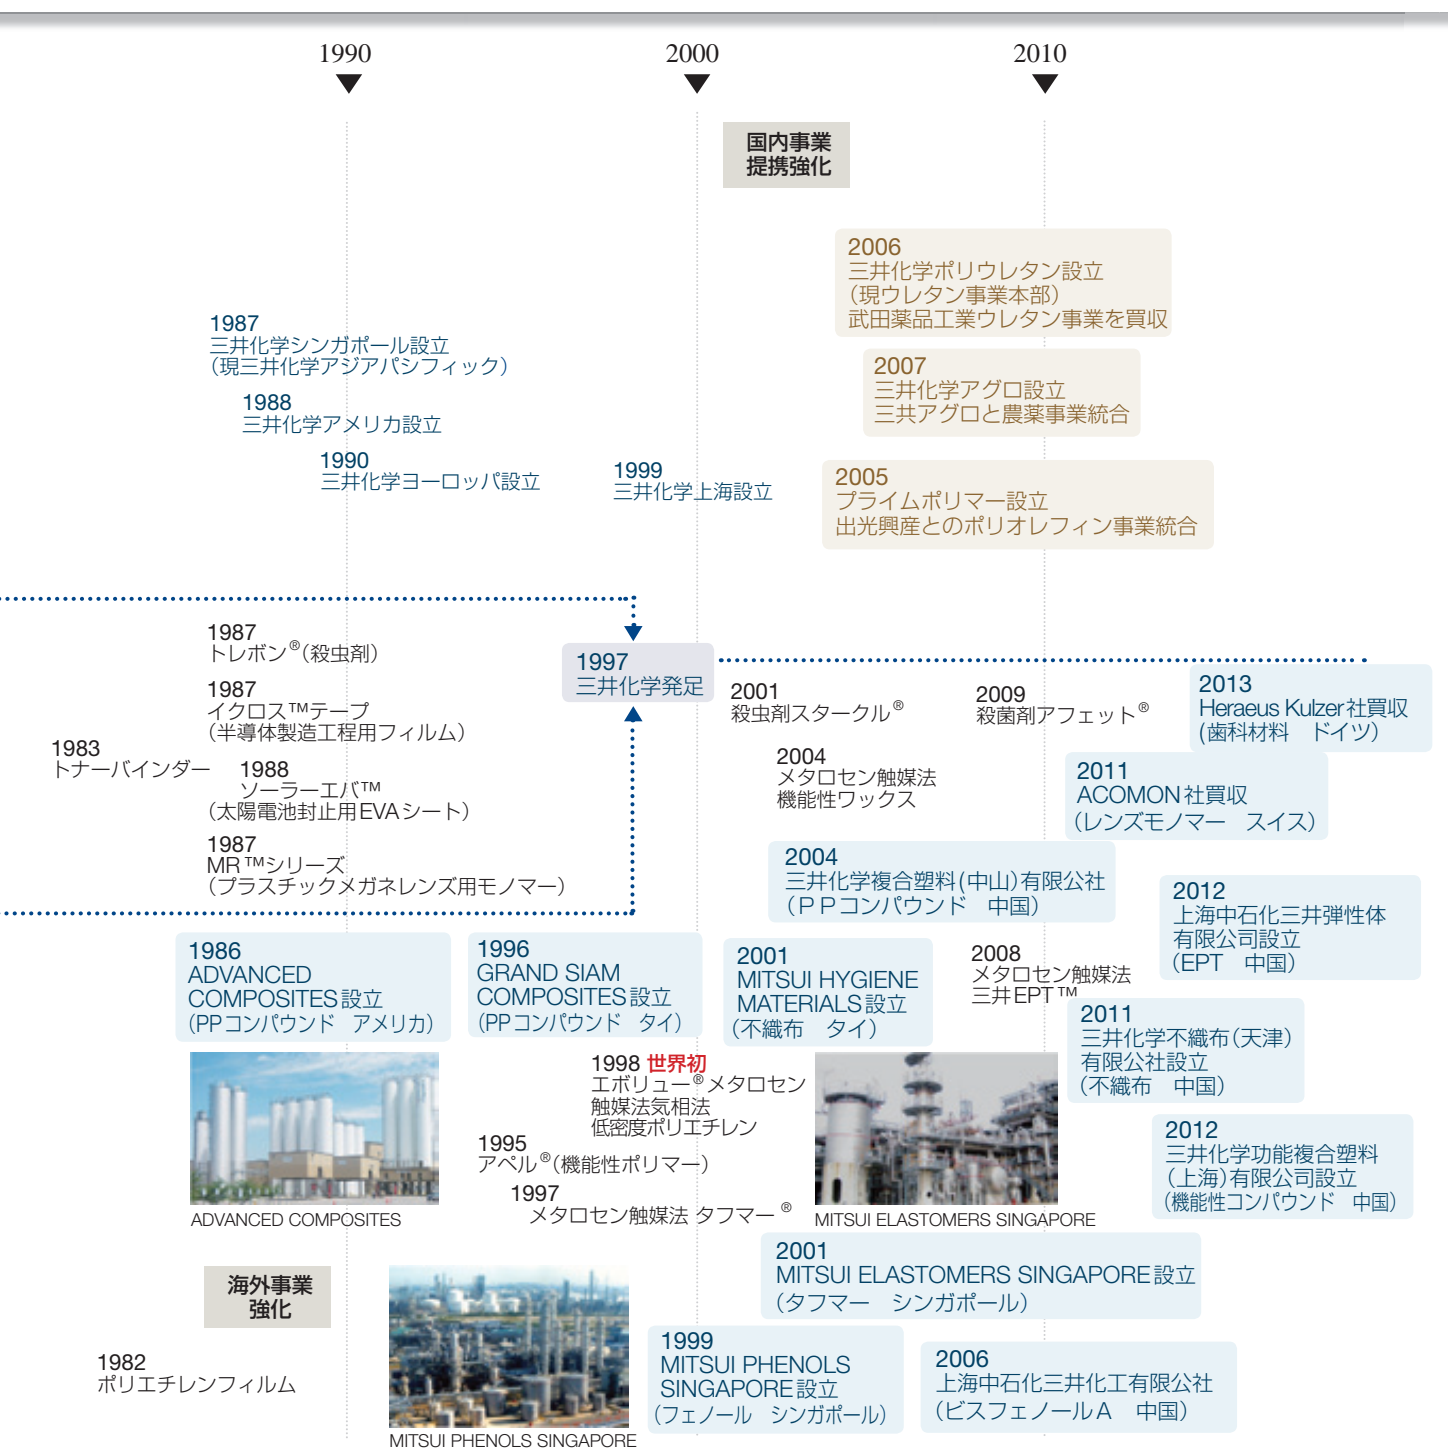 1990
2000
2010
国内事業
提携強化
2006
三井化学ポリウレタン設立
（現ウレタン事業本部）
武田薬品工業ウレタン事業を買収
1987
三井化学シンガポール設立
（現三井化学アジアパシフィック）
2007
三井化学アグロ設立
三共アグロと農薬事業統合
1988
三井化学アメリカ設立
1990
三井化学ヨーロッパ設立
1999
三井化学上海設立
2005
プライムポリマー設立
出光興産とのポリオレフィン事業統合
1987
トレボン®（殺虫剤）
1997
三井化学発足
1987
イクロス™テープ
（半導体製造工程用フィルム）
2001
殺虫剤スタークル®
2009
殺菌剤アフェット®
2013
Heraeus Kulzer社買収
(歯科材料　ドイツ）
1983
トナーバインダー
1988
ソーラーエバ™
（太陽電池封止用EVAシート）
2004
メタロセン触媒法
機能性ワックス
2011
ACOMON社買収
（レンズモノマー　スイス）
1987
MR™シリーズ
（プラスチックメガネレンズ用モノマー）
2004
三井化学複合塑料(中山）有限公社
（ＰＰコンパウンド　中国）
2012
上海中石化三井弾性体
有限公司設立
（EPT　中国）
1986
ADVANCED
COMPOSITES設立
（PPコンパウンド　アメリカ）
1996
GRAND SIAM
COMPOSITES設立
（PPコンパウンド　タイ）
2001
MITSUI HYGIENE
MATERIALS設立
（不織布　タイ）
2008
メタロセン触媒法
三井EPT™
2011
三井化学不織布（天津）
有限公社設立
（不織布　中国）
1998 世界初
エボリュー®メタロセン
触媒法気相法
低密度ポリエチレン
1995
アペル®（機能性ポリマー）
1997
メタロセン触媒法 タフマー®
2012
三井化学功能複合塑料
（上海）有限公司設立
（機能性コンパウンド　中国）
ADVANCED COMPOSITES
MITSUI ELASTOMERS SINGAPORE
2001
MITSUI ELASTOMERS SINGAPORE設立
（タフマー　シンガポール）
海外事業
強化
1999
MITSUI PHENOLS
SINGAPORE設立
（フェノール　シンガポール）
2006
上海中石化三井化工有限公社
（ビスフェノールA　中国）
1982
ポリエチレンフィルム
MITSUI PHENOLS SINGAPORE